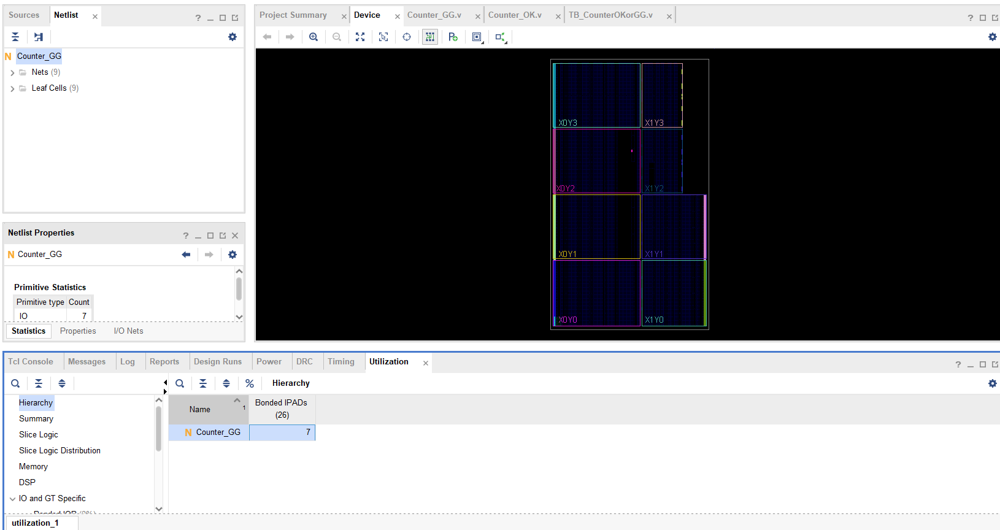 Sources Netlist
Counter_GG
Nets (9)
Leaf Cells (9)
Netlist Properties
Counter_GG
Primitive Statistics
Primitive type Count
IO 7
Statistics Properties I/O Nets
Project Summary Device Counter_GG.v Counter_OK.v TB_CounterOKorGG.v
X0Y3 X1Y3
X0Y2 X1Y2
X0Y1 X1Y1
X0Y0 X1Y0
Tcl Console Messages Log Reports Design Runs Power DRC Timing Utilization
Hierarchy
Hierarchy
Summary
Slice Logic
Slice Logic Distribution
Memory
DSP
IO and GT Specific
Name 1 Bonded IPADs
(26)
Counter_GG 7
utilization_1